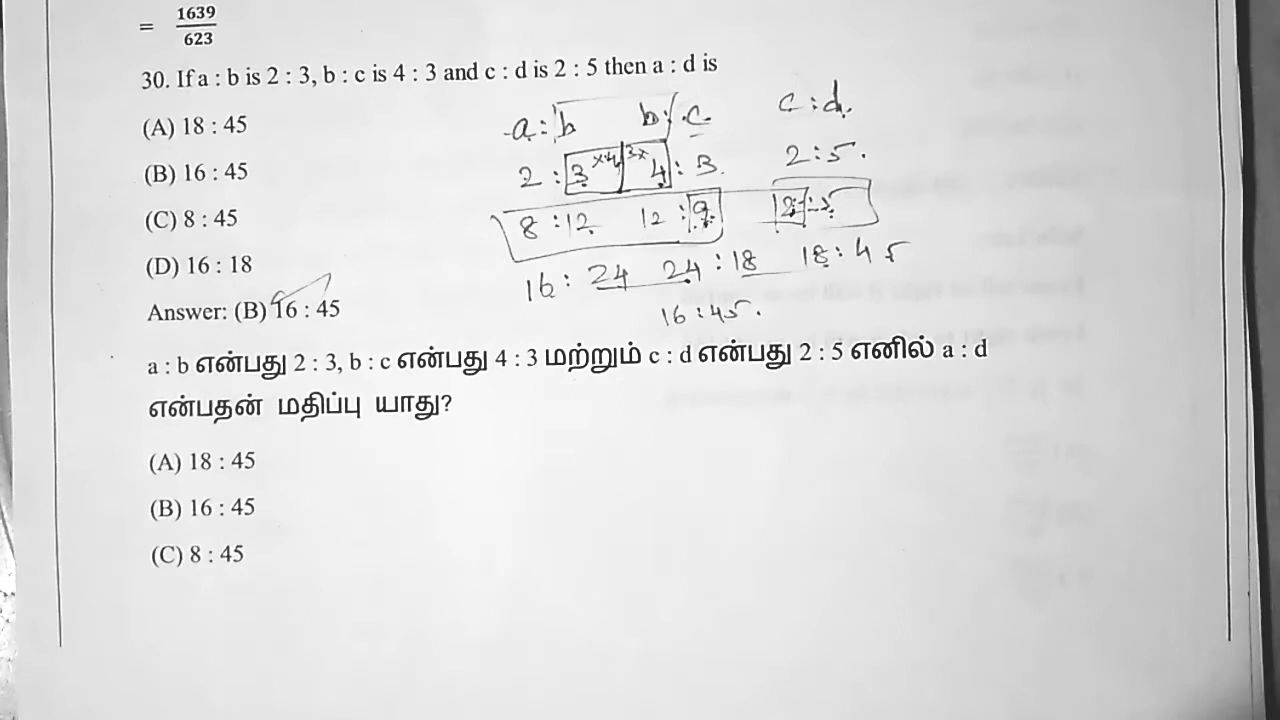 = 1639/623
30. If a : b is 2 : 3, b : c is 4 : 3 and c : d is 2 : 5 then a : d is
(A) 18 : 45
(B) 16 : 45
(C) 8 : 45
(D) 16 : 18
Answer: (B) 16 : 45
a : b b : c c : d.
2 : 3 ×4 3× 4 : 3. 2 : 5.
8 : 12 12 : 9
16 : 24 24 : 18 18 : 45
16 : 45.
a : b என்பது 2 : 3, b : c என்பது 4 : 3 மற்றும் c : d என்பது 2 : 5 எனில் a : d
என்பதன் மதிப்பு யாது?
(A) 18 : 45
(B) 16 : 45
(C) 8 : 45